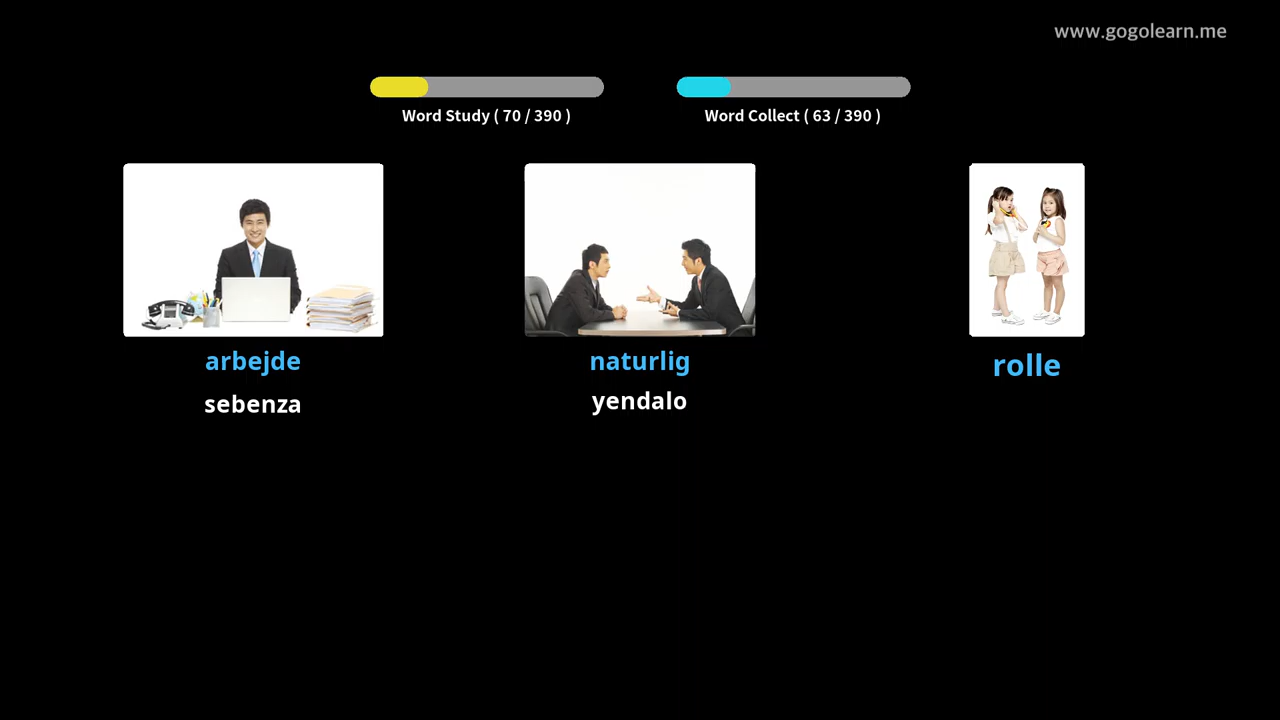 www.gogolearn.me
Word Study ( 70 / 390 )
Word Collect ( 63 / 390 )
arbejde
naturlig
rolle
sebenza
yendalo